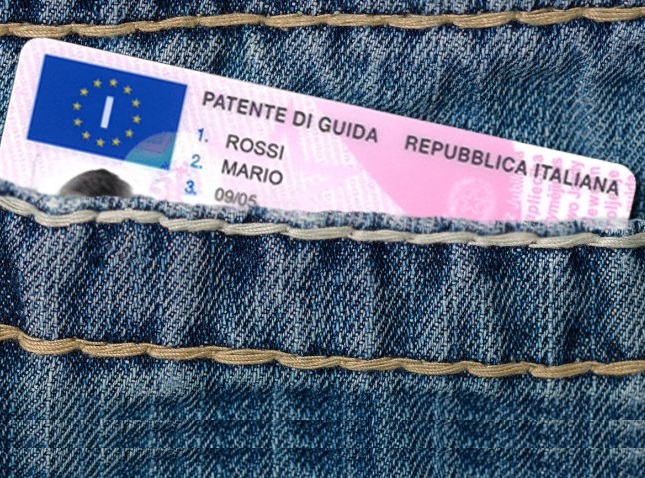 I
PATENTE DI GUIDA REPUBBLICA ITALIANA
1. ROSSI
2. MARIO
3. 09/05